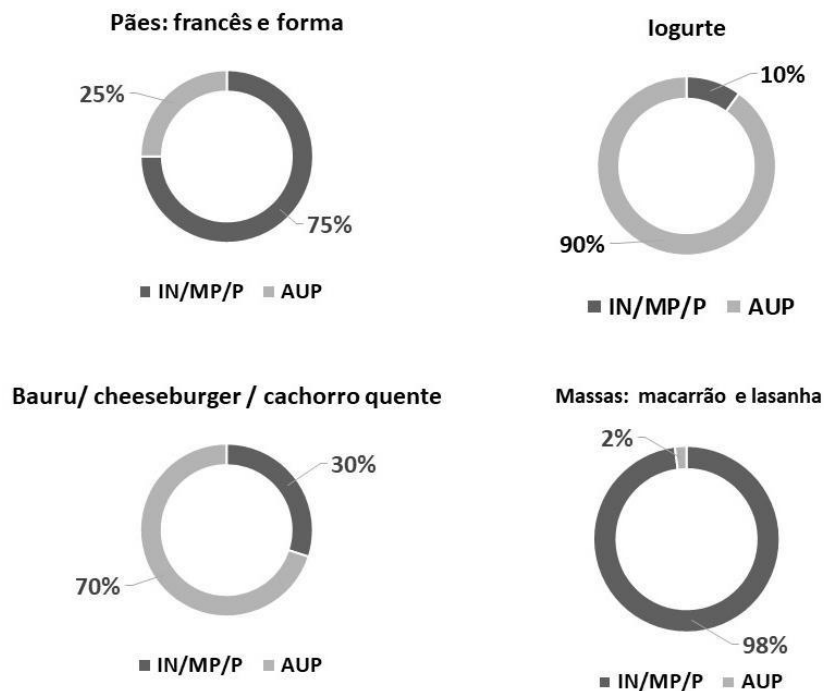 Pães: francês e forma
25%
75%
IN/MP/P AUP
Iogurte
10%
90%
IN/MP/P AUP
Bauru/ cheeseburger / cachorro quente
30%
70%
IN/MP/P AUP
Massas: macarrão e lasanha
2%
98%
IN/MP/P AUP